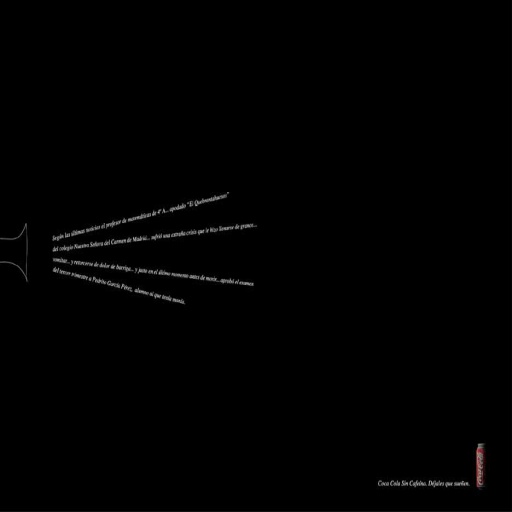 Según las últimas noticias el profesor de matemáticas de 4º A... apodado "El Quebrantahuesos"
del colegio Nuestra Señora del Carmen de Madrid... sufrió una extraña crisis que le hizo llenarse de granos...
vomitar... y retorcerse de dolor de barriga... y justo en el último momento antes de morir...aprobó el examen
del tercer trimestre a Pedrito García Pérez, alumno al que tenía manía.
Coca Cola Sin Cafeína. Déjales que sueñen.